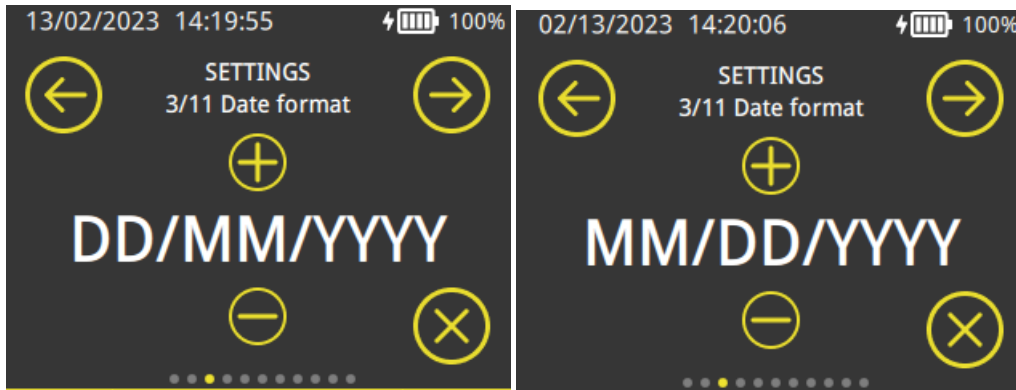 13/02/2023 14:19:55 100%
SETTINGS
3/11 Date format
DD/MM/YYYY
02/13/2023 14:20:06 100%
SETTINGS
3/11 Date format
MM/DD/YYYY